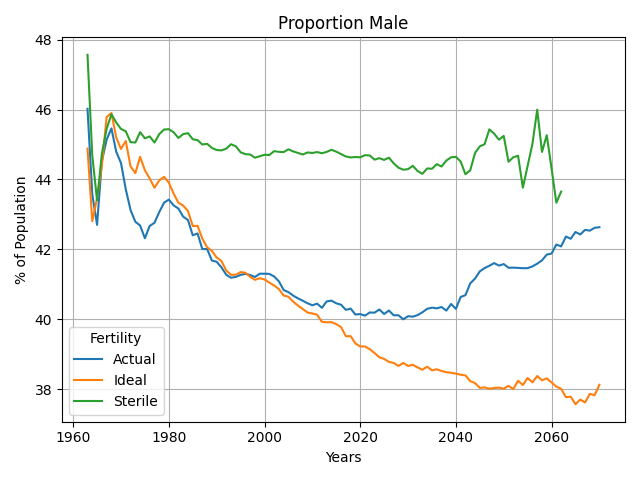 Proportion Male
% of Population
48
46
44
42
40
38
Fertility
Actual
Ideal
Sterile
1960
1980
2000
2020
2040
2060
Years